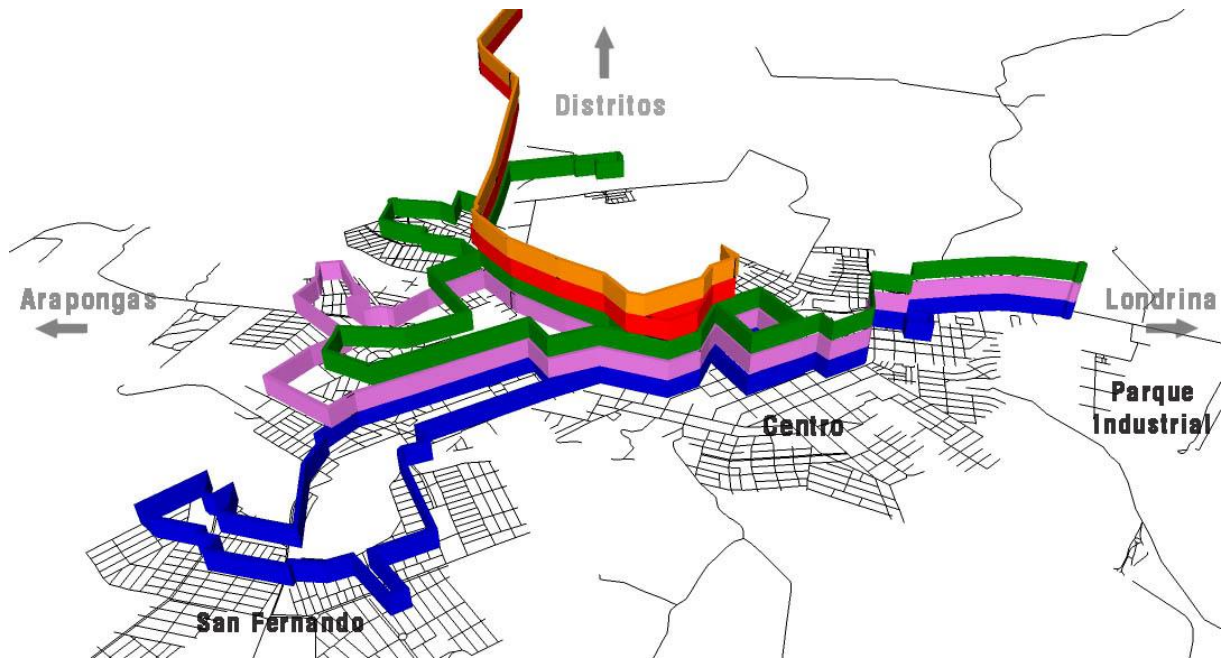 Distritos
Arapongas
Londrina
Parque
Industrial
Centro
San Fernando